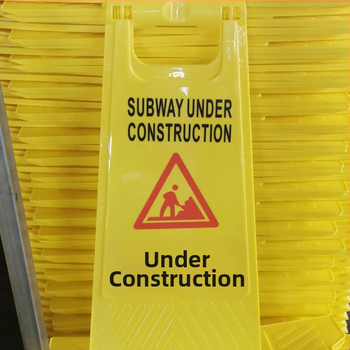 SUBWAY UNDER
CONSTRUCTION
Under
Construction